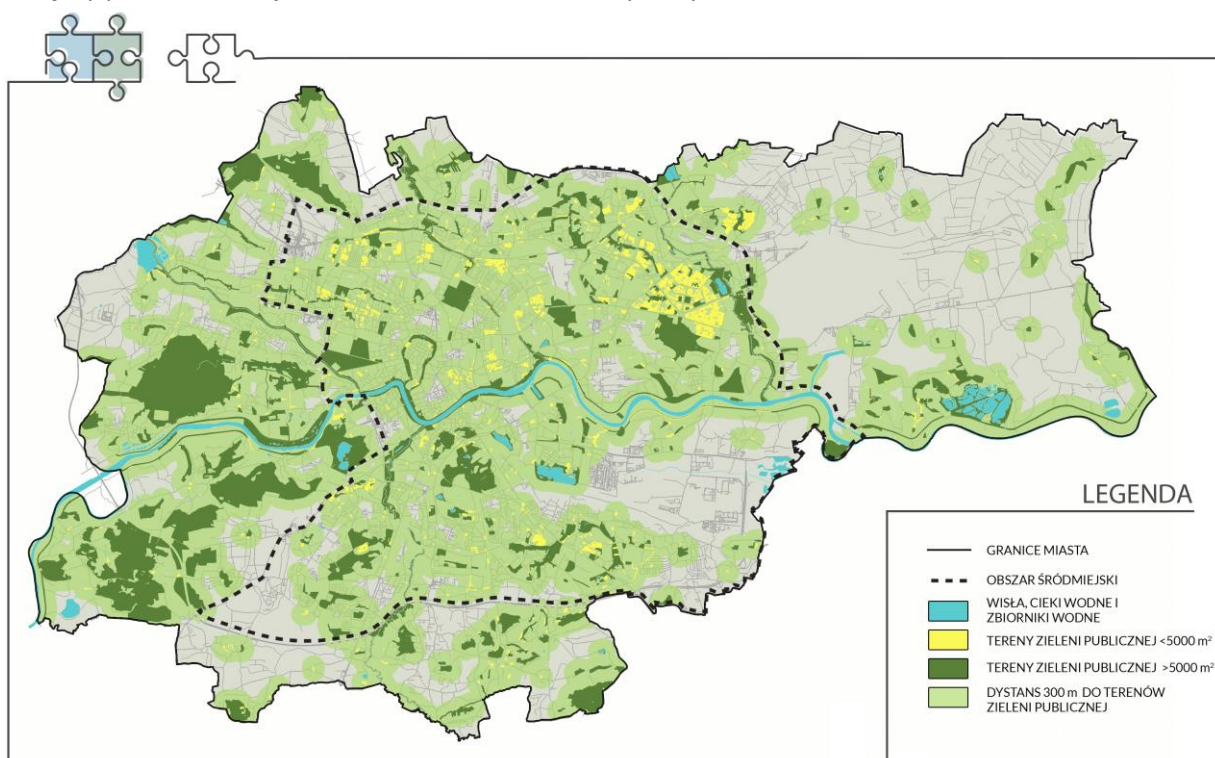 LEGENDA
GRANICE MIASTA
OBSZAR ŚRÓDMIEJSKI
WISŁA, CIEKI WODNE I
ZBIORNIKI WODNE
TERENY ZIELENI PUBLICZNEJ <5000 m²
TERENY ZIELENI PUBLICZNEJ >5000 m²
DYSTANS 300 m DO TERENÓW
ZIELENI PUBLICZNEJ